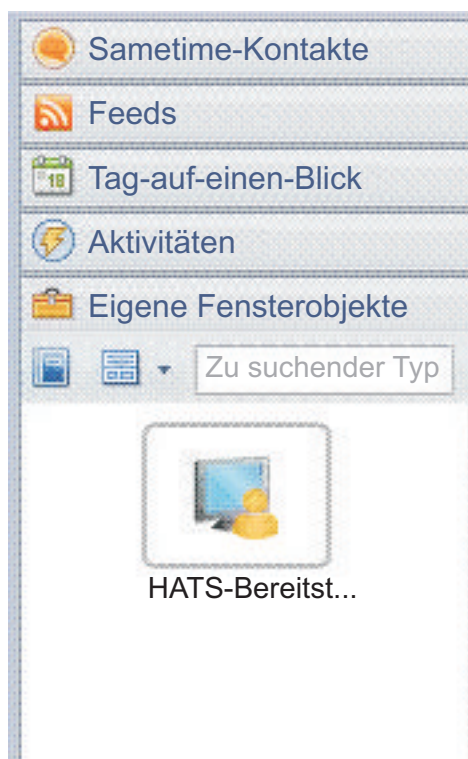 Sametime-Kontakte
Feeds
18
Tag-auf-einen-Blick
Aktivitäten
Eigene Fensterobjekte
Zu suchender Typ
HATS-Bereitst...